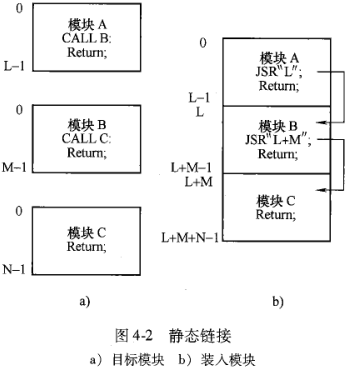 0
模块 A
CALL B:
Return;
L−1
0
模块 B
CALL C:
Return;
M−1
0
模块 C
Return;
N−1
a)
0
模块 A
JSR“L”;
Return;
L−1
L
模块 B
JSR“L+M”;
Return;
L+M−1
L+M
模块 C
Return;
L+M+N−1
b)
图 4-2 静态链接
a) 目标模块 b) 装入模块